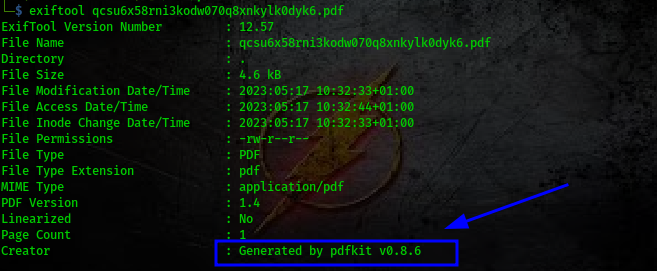 └─$ exiftool qcsu6x58rni3kodw070q8xnkylk0dyk6.pdf
ExifTool Version Number : 12.57
File Name : qcsu6x58rni3kodw070q8xnkylk0dyk6.pdf
Directory : .
File Size : 4.6 kB
File Modification Date/Time : 2023:05:17 10:32:33+01:00
File Access Date/Time : 2023:05:17 10:32:44+01:00
File Inode Change Date/Time : 2023:05:17 10:32:33+01:00
File Permissions : -rw-r--r--
File Type : PDF
File Type Extension : pdf
MIME Type : application/pdf
PDF Version : 1.4
Linearized : No
Page Count : 1
Creator : Generated by pdfkit v0.8.6